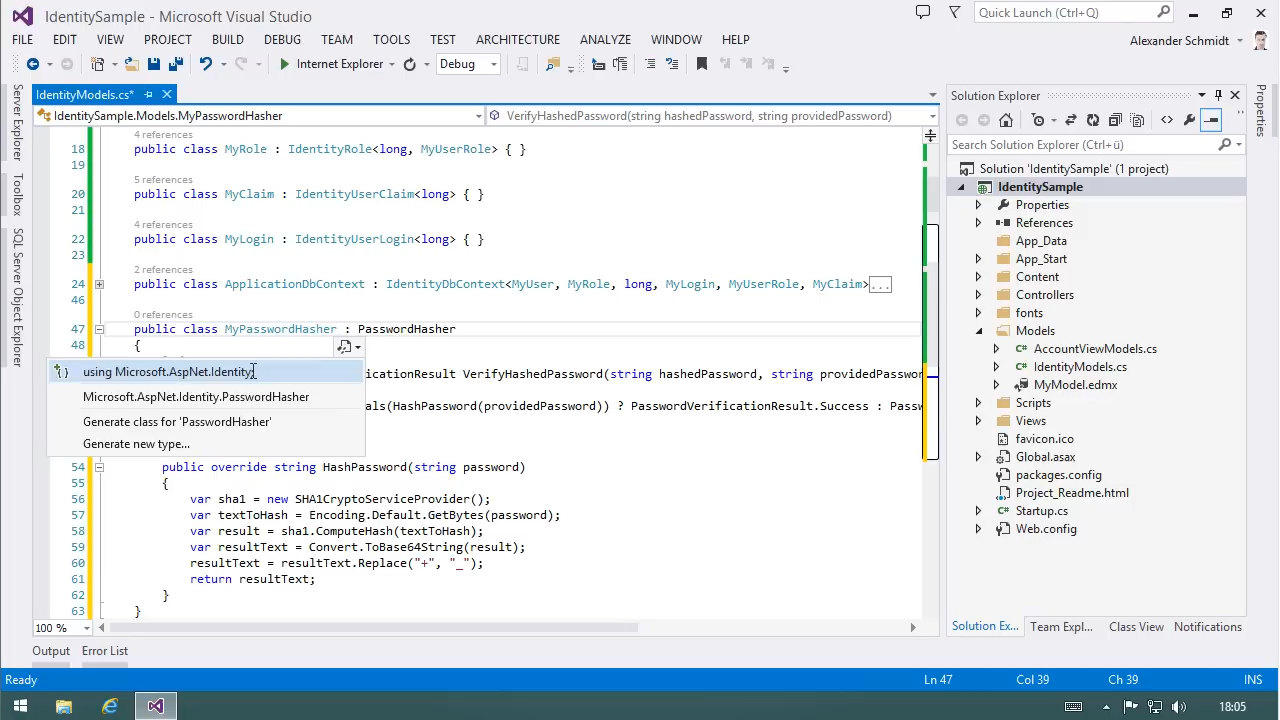 IdentitySample - Microsoft Visual Studio
Quick Launch (Ctrl+Q)
FILE EDIT VIEW PROJECT BUILD DEBUG TEAM TOOLS TEST ARCHITECTURE ANALYZE WINDOW HELP
Alexander Schmidt
Internet Explorer
Debug
Server Explorer
Toolbox
SQL Server Object Explorer
IdentityModels.cs*
IdentitySample.Models.MyPasswordHasher
VerifyHashedPassword(string hashedPassword, string providedPassword)
4 references
18 public class MyRole : IdentityRole<long, MyUserRole> { }
19
5 references
20 public class MyClaim : IdentityUserClaim<long> { }
21
4 references
22 public class MyLogin : IdentityUserLogin<long> { }
23
2 references
24 public class ApplicationDbContext : IdentityDbContext<MyUser, MyRole, long, MyLogin, MyUserRole, MyClaim>...
46
0 references
47 public class MyPasswordHasher : PasswordHasher
48 {
using Microsoft.AspNet.Identity;
Microsoft.AspNet.Identity.PasswordHasher
Generate class for 'PasswordHasher'
Generate new type...
icationResult VerifyHashedPassword(string hashedPassword, string providedPassw
als(HashPassword(providedPassword)) ? PasswordVerificationResult.Success : Passw
54 public override string HashPassword(string password)
55 {
56 var sha1 = new SHA1CryptoServiceProvider();
57 var textToHash = Encoding.Default.GetBytes(password);
58 var result = sha1.ComputeHash(textToHash);
59 var resultText = Convert.ToBase64String(result);
60 resultText = resultText.Replace("+", "_");
61 return resultText;
62 }
63 }
100 %
Solution Explorer
Search Solution Explorer (Ctrl+ü)
Solution 'IdentitySample' (1 project)
IdentitySample
Properties
References
App_Data
App_Start
Content
Controllers
fonts
Models
AccountViewModels.cs
IdentityModels.cs
MyModel.edmx
Scripts
Views
favicon.ico
Global.asax
packages.config
Project_Readme.html
Startup.cs
Web.config
Solution Ex... Team Expl... Class View Notifications
Properties
Output Error List
Ready
Ln 47 Col 39 Ch 39 INS
18:05